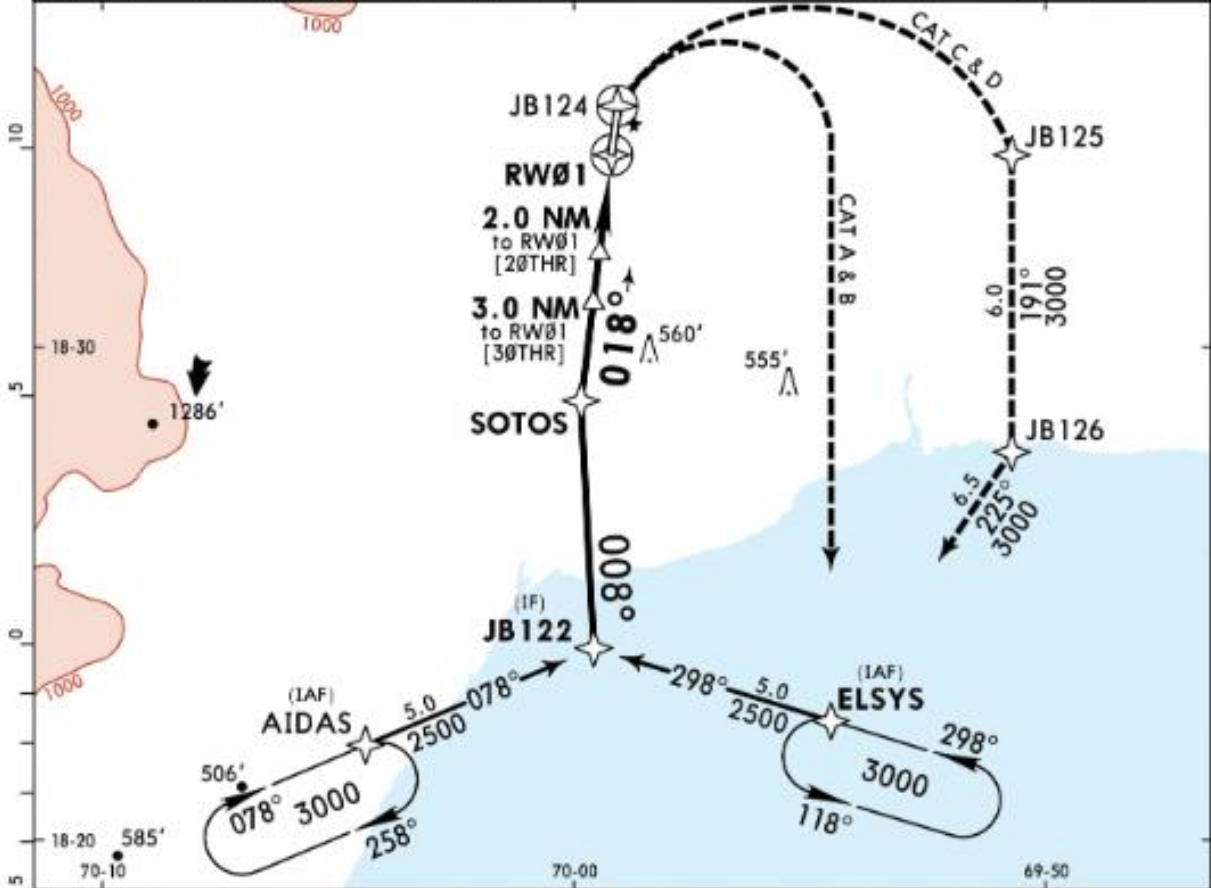 1000
CAT C & D
1000
10
JB124
JB125
RWØ1
2.0 NM
to RWØ1
[2ØTHR]
CAT A & B
3.0 NM
to RWØ1
[3ØTHR]
018°
560'
6.0
191°
3000
18-30
555'
5
1286'
SOTOS
JB126
6.5
225°
3000
008°
(IF)
JB122
0
1000
(IAF)
AIDAS
5.0
078°
2500
298°
5.0
2500
(IAF)
ELSYS
298°
506'
078°
3000
258°
3000
118°
18-20
585'
5
70-10
70-00
69-50